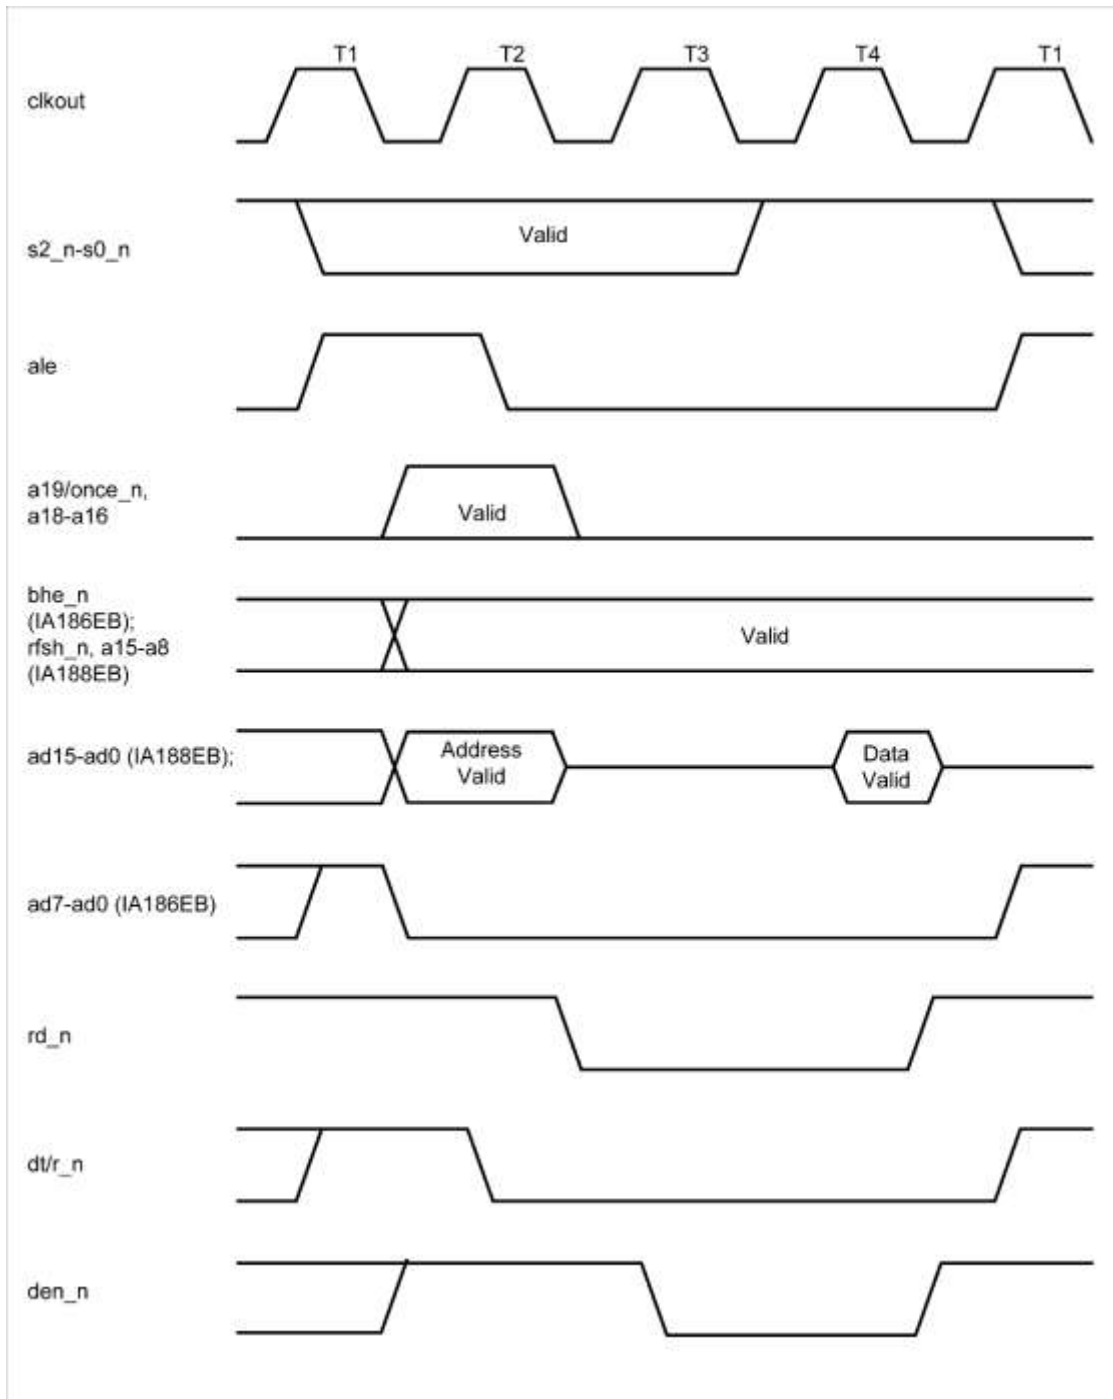 T1 T2 T3 T4 T1
clkout
s2_n-s0_n
Valid
ale
a19/once_n,
a18-a16
Valid
bhe_n
(IA186EB);
rfsh_n, a15-a8
(IA188EB)
Valid
ad15-ad0 (IA188EB);
Address
Valid
Data
Valid
ad7-ad0 (IA186EB)
rd_n
dt/r_n
den_n